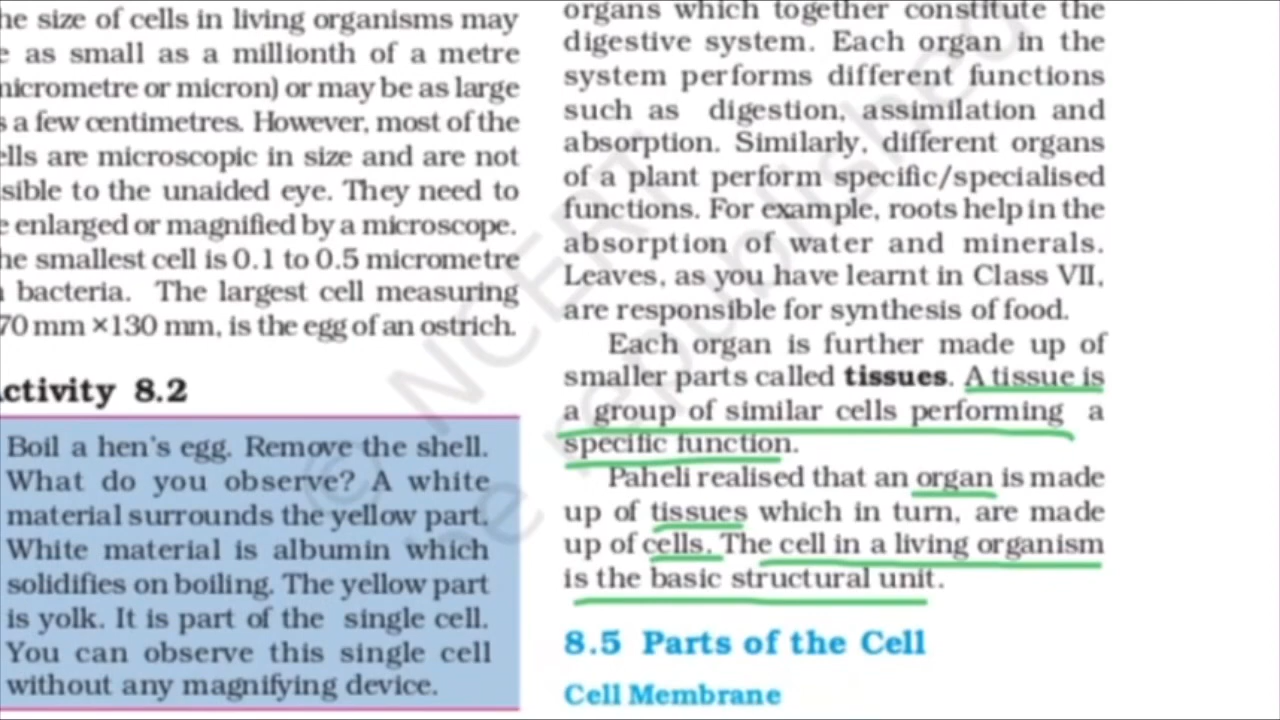 he size of cells in living organisms may
e as small as a millionth of a metre
nicrometre or micron) or may be as large
s a few centimetres. However, most of the
ells are microscopic in size and are not
sible to the unaided eye. They need to
e enlarged or magnified by a microscope.
he smallest cell is 0.1 to 0.5 micrometre
bacteria. The largest cell measuring
70 mm ×130 mm, is the egg of an ostrich.
ctivity 8.2
Boil a hen's egg. Remove the shell.
What do you observe? A white
material surrounds the yellow part.
White material is albumin which
solidifies on boiling. The yellow part
is yolk. It is part of the single cell.
You can observe this single cell
without any magnifying device.
organs which together constitute the
digestive system. Each organ in the
system performs different functions
such as digestion, assimilation and
absorption. Similarly, different organs
of a plant perform specific/specialised
functions. For example, roots help in the
absorption of water and minerals.
Leaves, as you have learnt in Class VII,
are responsible for synthesis of food.
Each organ is further made up of
smaller parts called tissues. A tissue is
a group of similar cells performing a
specific function.
Paheli realised that an organ is made
up of tissues which in turn, are made
up of cells. The cell in a living organism
is the basic structural unit.
8.5 Parts of the Cell
Cell Membrane
© NCERT
be republished